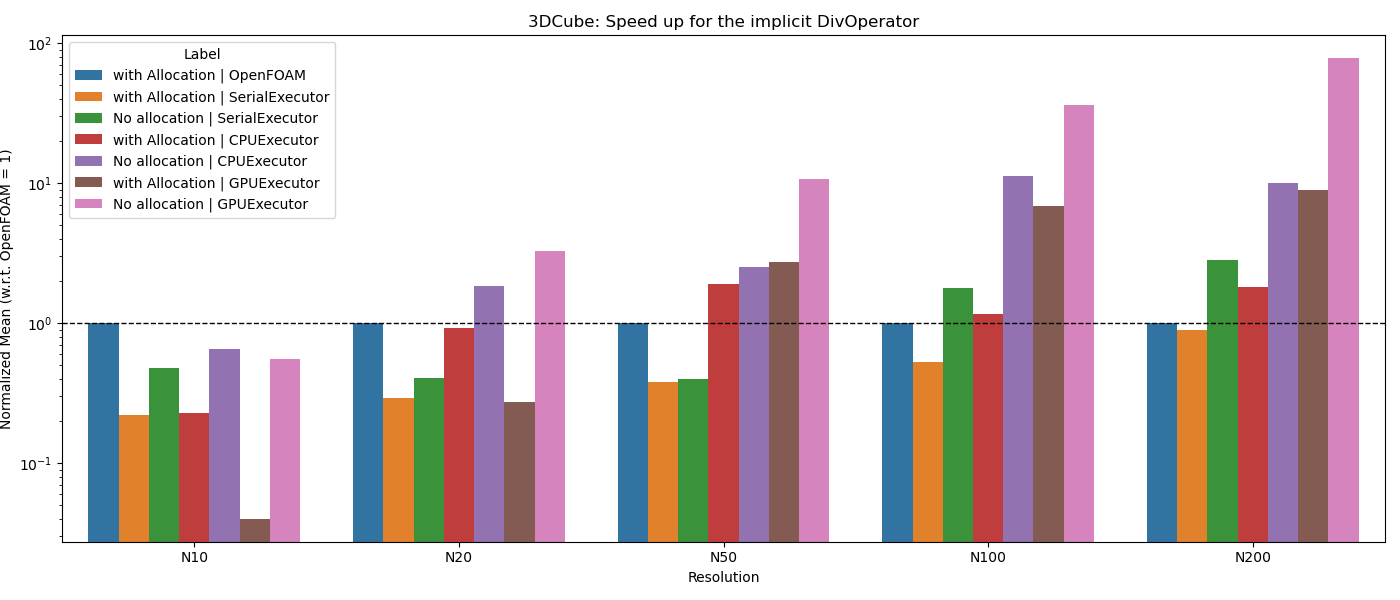 3DCube: Speed up for the implicit DivOperator
Normalized Mean (w.r.t. OpenFOAM = 1)
10²
10¹
10⁰
10⁻¹
Label
with Allocation | OpenFOAM
with Allocation | SerialExecutor
No allocation | SerialExecutor
with Allocation | CPUExecutor
No allocation | CPUExecutor
with Allocation | GPUExecutor
No allocation | GPUExecutor
N10 N20 N50 N100 N200
Resolution